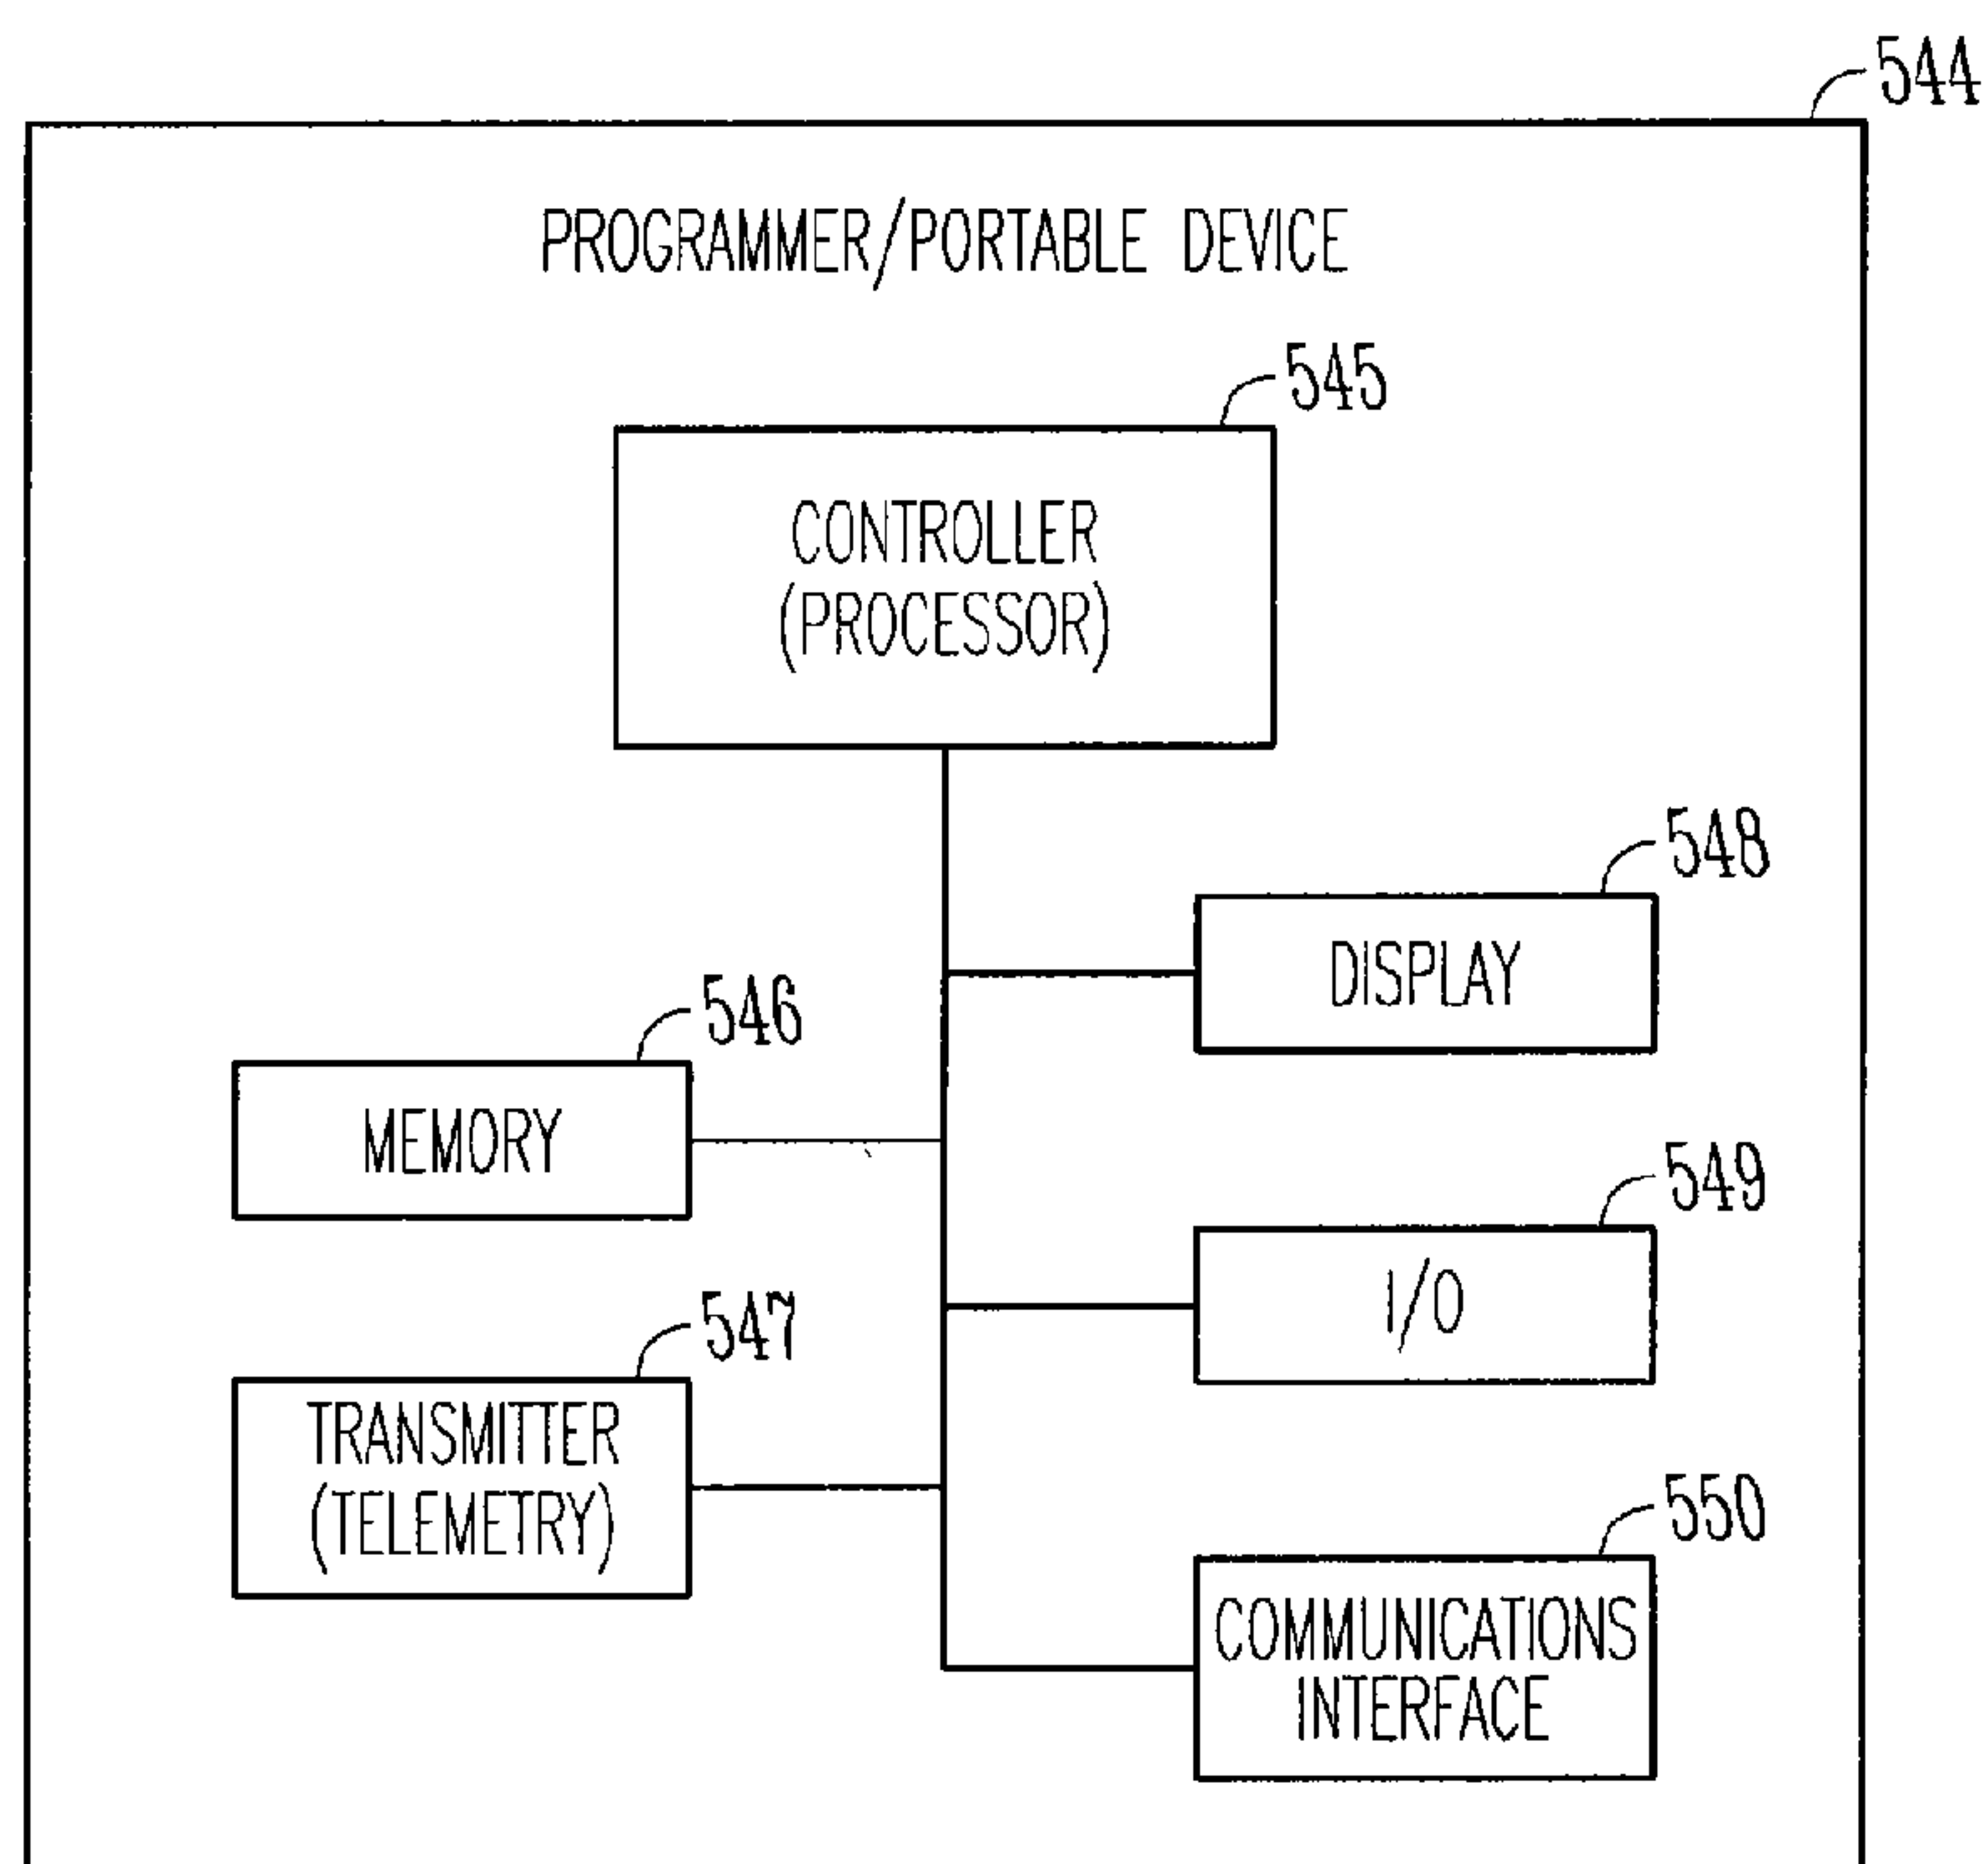 544
PROGRAMMER/PORTABLE DEVICE
545
CONTROLLER
(PROCESSOR)
548
DISPLAY
546
MEMORY
549
I/O
547
TRANSMITTER
(TELEMETRY)
550
COMMUNICATIONS
INTERFACE